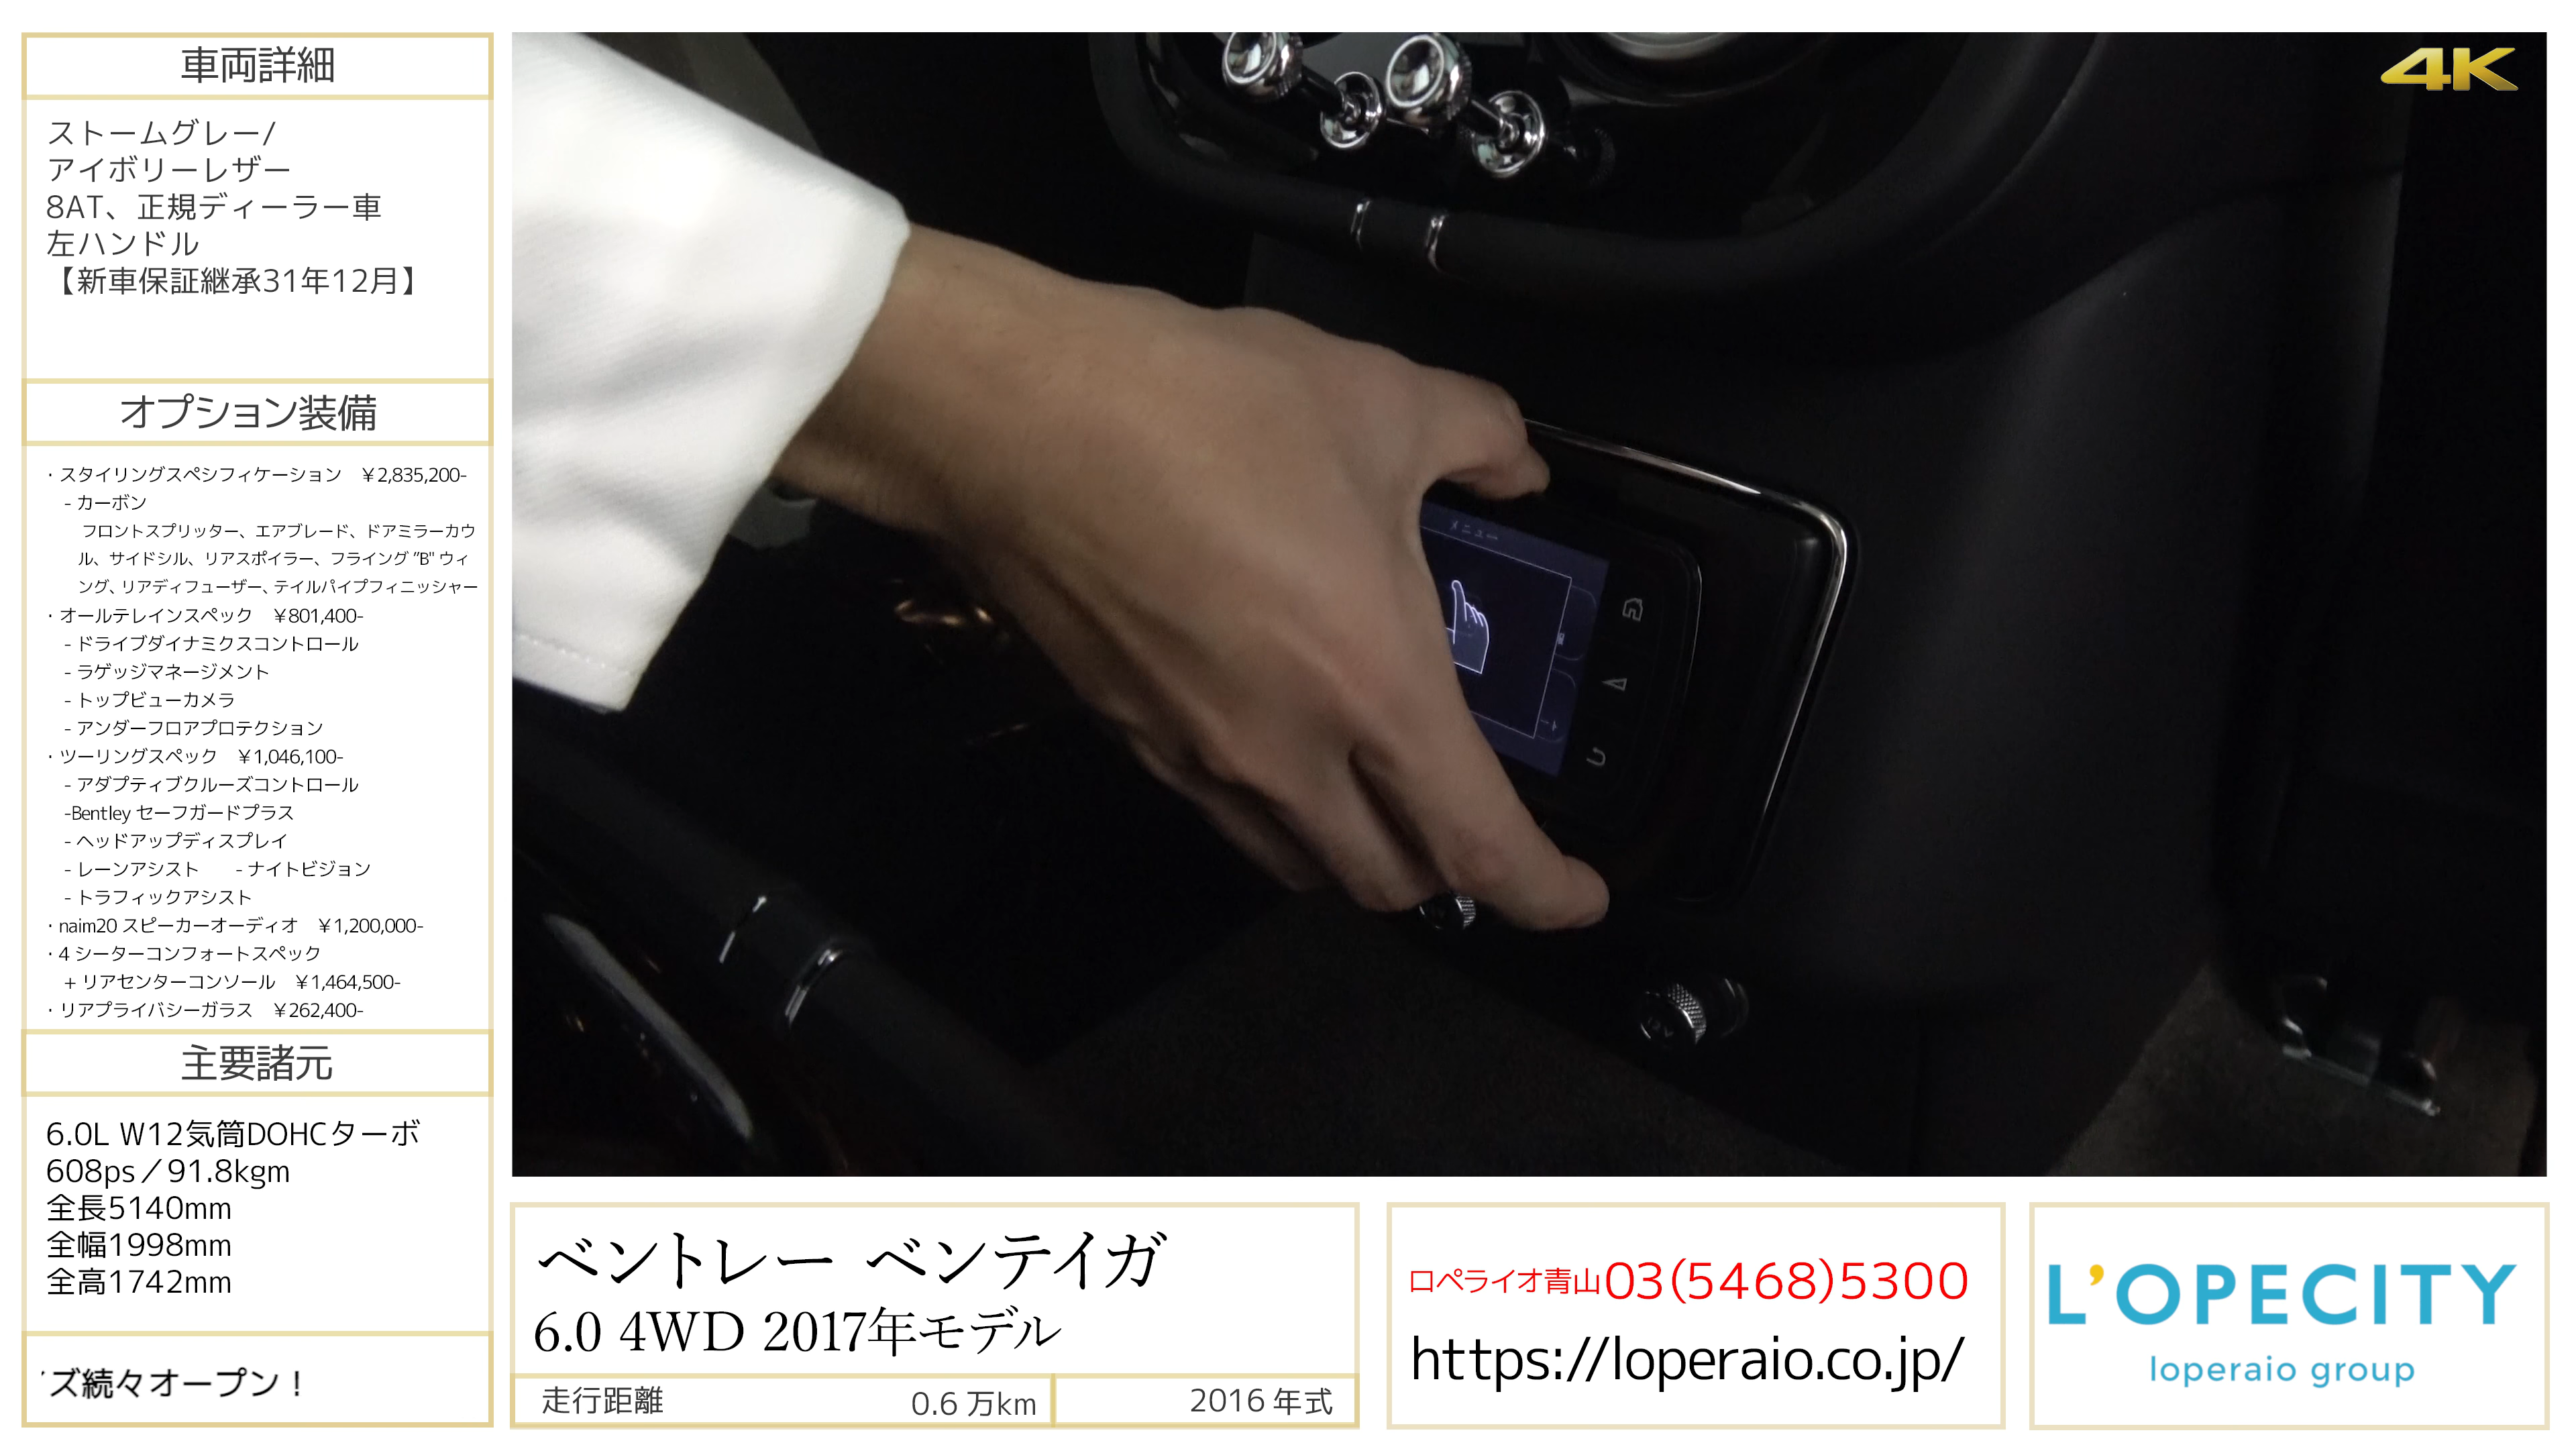 車両詳細
ストームグレー/
アイボリーレザー
8AT、正規ディーラー車
左ハンドル
【新車保証継承31年12月】
オプション装備
・スタイリングスペシフィケーション　￥2,835,200-
- カーボン
フロントスプリッター、エアブレード、ドアミラーカウ
ル、サイドシル、リアスポイラー、フライング "B" ウィ
ング、リアディフューザー、テイルパイプフィニッシャー
・オールテレインスペック　￥801,400-
- ドライブダイナミクスコントロール
- ラゲッジマネージメント
- トップビューカメラ
- アンダーフロアプロテクション
・ツーリングスペック　￥1,046,100-
- アダプティブクルーズコントロール
-Bentley セーフガードプラス
- ヘッドアップディスプレイ
- レーンアシスト　- ナイトビジョン
- トラフィックアシスト
・naim20 スピーカーオーディオ　￥1,200,000-
・4 シーターコンフォートスペック
+ リアセンターコンソール　￥1,464,500-
・リアプライバシーガラス　￥262,400-
主要諸元
6.0L W12気筒DOHCターボ
608ps／91.8kgm
全長5140mm
全幅1998mm
全高1742mm
ズ続々オープン！
4K
メニュー
ベントレー ベンテイガ
6.0 4WD 2017年モデル
走行距離 0.6 万km 2016 年式
ロペライオ青山03(5468)5300
https://loperaio.co.jp/
L'OPECITY
loperaio group